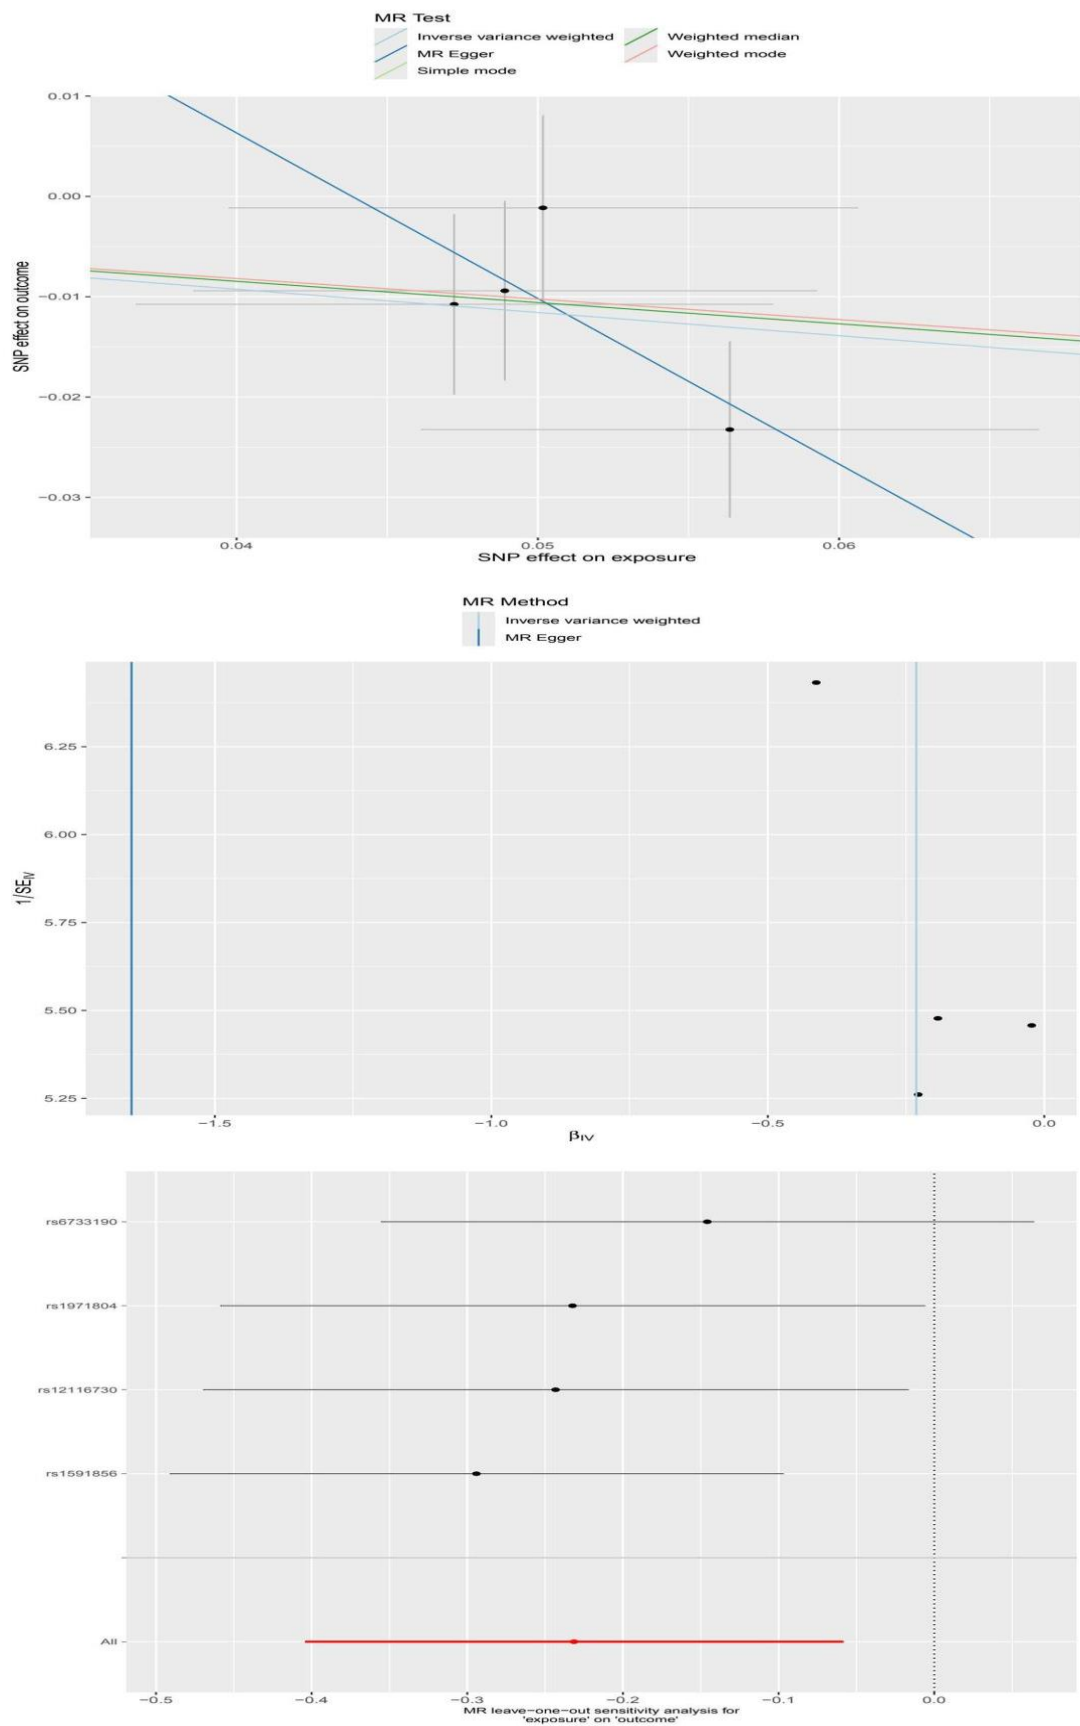 MR Test
Inverse variance weighted
MR Egger
Simple mode
Weighted median
Weighted mode
0.01
0.00
−0.01
−0.02
−0.03
SNP effect on outcome
0.04
0.05
0.06
SNP effect on exposure
MR Method
Inverse variance weighted
MR Egger
6.25
6.00
5.75
5.50
5.25
1/SEIV
−1.5
−1.0
−0.5
0.0
βIV
rs6733190
rs1971804
rs12116730
rs1591856
All
−0.5
−0.4
−0.3
−0.2
−0.1
0.0
MR leave−one−out sensitivity analysis for
'exposure' on 'outcome'